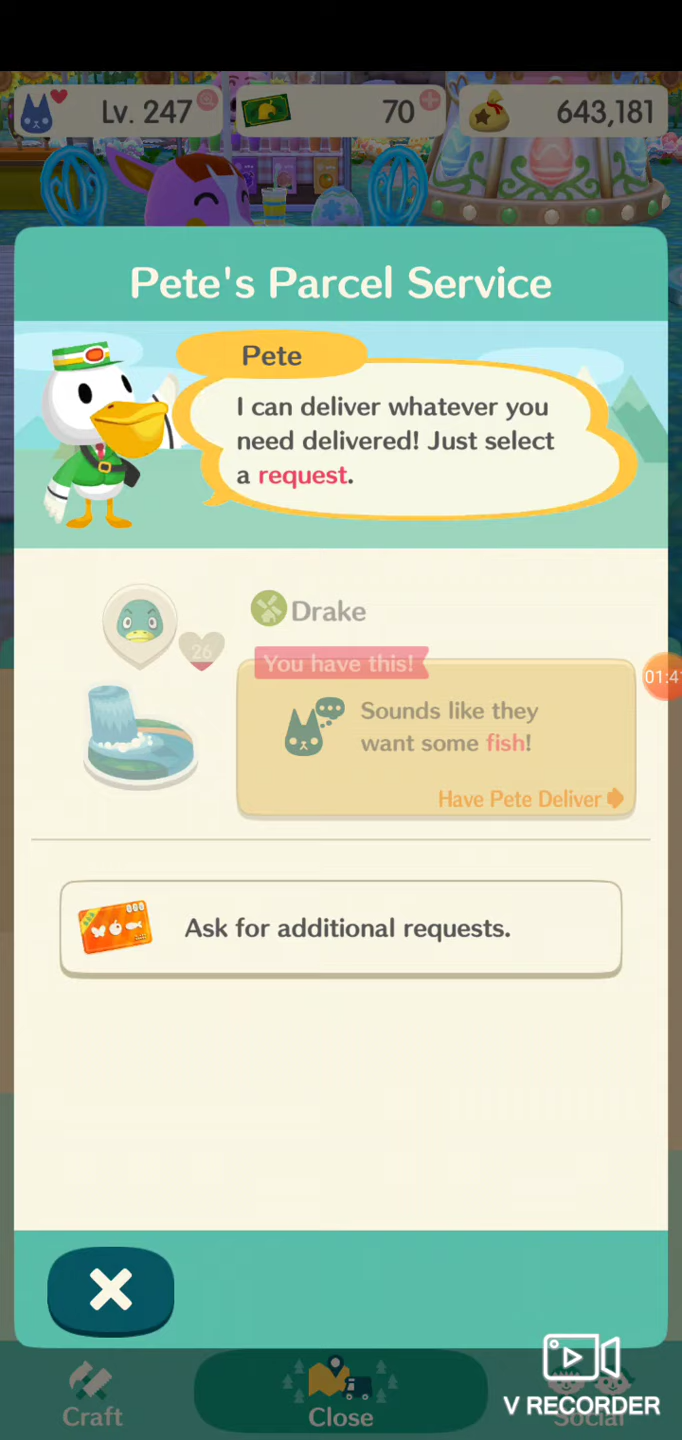 Lv. 247
70
643,181
Pete's Parcel Service
Pete
I can deliver whatever you
need delivered! Just select
a request.
Drake
26
You have this!
Sounds like they
want some fish!
Have Pete Deliver
Ask for additional requests.
V RECORDER
Craft
Close
Social